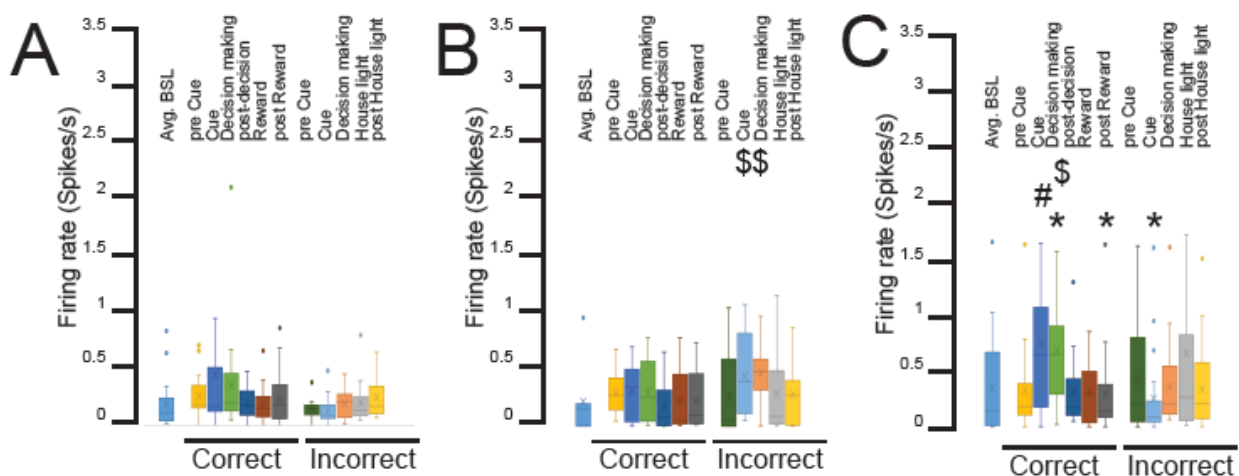 A
Firing rate (Spikes/s)
3.5
3
2.5
2
1.5
1
0.5
0
Avg. BSL
pre Cue
Cue
Decision making
post-decision
Reward
post Reward
pre Cue
Cue
Decision making
House light
post House light
Correct
Incorrect
B
Firing rate (Spikes/s)
3.5
3
2.5
2
1.5
1
0.5
0
Avg. BSL
pre Cue
Cue
Decision making
post-decision
Reward
post Reward
pre Cue
Cue
Decision making
House light
post House light
$$
Correct
Incorrect
C
Firing rate (Spikes/s)
3.5
3
2.5
2
1.5
1
0.5
0
Avg. BSL
pre Cue
Cue
Decision making
post-decision
Reward
post Reward
pre Cue
Cue
Decision making
House light
post House light
$
#
* * *
Correct
Incorrect